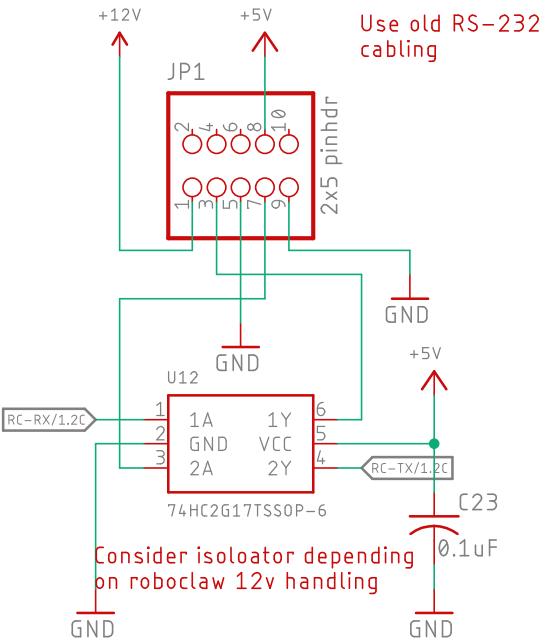 +12V
+5V
Use old RS-232
cabling
JP1
2 4 6 8 10
1 3 5 7 9
2x5 pinhdr
GND
GND
+5V
U12
RC-RX/1.2C
1 1A 1Y 6
2 GND VCC 5
3 2A 2Y 4
RC-TX/1.2C
74HC2G17TSSOP-6
C23
0.1uF
Consider isoloator depending
on roboclaw 12v handling
GND
GND